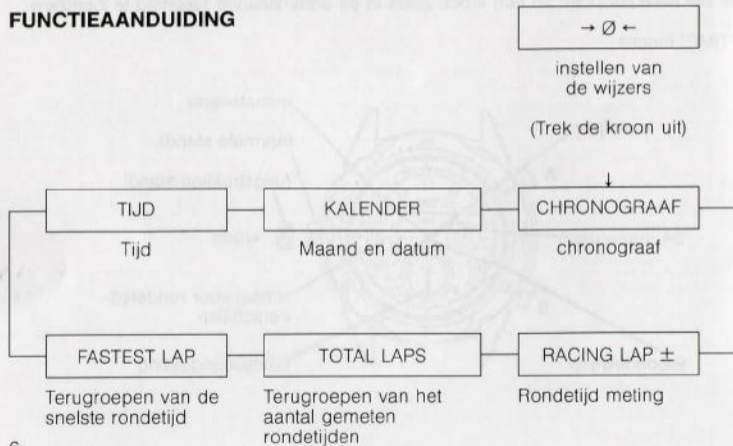 FUNCTIEAANDUIDING
→ Ø ←
instellen van
de wijzers
(Trek de kroon uit)
↓
TIJD
KALENDER
CHRONOGRAAF
Tijd
Maand en datum
chronograaf
FASTEST LAP
TOTAL LAPS
RACING LAP ±
Terugroepen van de
snelste rondetijd
Terugroepen van het
aantal gemeten
rondetijden
Rondetijd meting